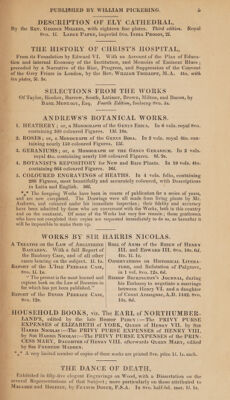 PUBLISHED BY WILLIAM PICKERING. 5
DESCRIPTION OF ELY CATHEDRAL,
By the REV. GEORGE MILLERS, with eighteen fine plates. Third edition. Royal
8vo. 1l. LARGE PAPER, imperial 8vo. INDIA PROOFS, 2l.
THE HISTORY OF CHRIST'S HOSPITAL,
From its Foundation by Edward VI. With an Account of the Plan of Educa-
tion and internal Economy of the Institution, and Memoirs of Eminent Blues;
preceded by a Narrative of the Rise, Progress, and Suppression of the Convent
of the Grey Friars in London, by the REV. WILLIAM TROLLOPE, M.A. 4to. with
plates,
SELECTIONS FROM THE WORKS
Of Taylor, Hooker, Barrow, South, Latimer, Brown, Milton, and Bacon, by
BASIL MONTAGU, Esq. Fourth Edition, foolscap 8vo. 5s.
ANDREWS'S BOTANICAL WORKS.
1. HEATHERY; or, a MONOGRAPH OF THE GENUS ERICA. In 6 vols. royal 8vo.
containing 300 coloured Figures. 13l. 10s.
2. ROSES; or, a MONOGRAPH OF THE GENUS ROSA. In 2 vols. royal 4to. con-
taining nearly 150 coloured Figures. 13l.
3. GERANIUMS; or, a MONOGRAPH OF THE GENUS GERANIUM. In 2 vols.
royal 4to. containing nearly 150 coloured Figures.
4. BOTANIST'S REPOSITORY for New and Rare Plants. In 10 vols. 4to.
containing 664 coloured Figures. 36l.
5. COLOURED ENGRAVINGS OF HEATHS. In 4 vols. folio, containing
288 Figures, most beautifully and carefully coloured, with Descriptions
in Latin and English. 36l.
*** The foregoing Works have been in course of publication for a series of years,
and are now completed. The Drawings were all made from living plants by Mr.
Andrews, and coloured under his immediate inspection; their fidelity and accuracy
have been admitted by those who are conversant with the Works, both in this country
and on the continent. Of some of the Works but very few remain; those gentlemen
who have not completed their copies are requested immediately to do so, as hereafter it
will be impossible to make them up.
WORKS BY SIR HARRIS NICOLAS.
A TREATISE on the LAW of ADULTERINE
BASTARDY. With a full Report of
the Banbury Case, and of all other
cases bearing on the subject. 1l. 1s.
REPORT OF THE L'ISLE PEERAGE CASE,
8vo, 1l. 1s.
"The printed is the most learned and
copious book on the Law of Descents in
fee which has yet been published."
REPORT OF THE DEVON PEERAGE CASE,
8vo. 12s.
ROLL OF ARMS OF THE REIGN OF HENRY
III. and EDWARD III. 8vo. 10s. 6d.
4to. 1l. 1s.
OBSERVATIONS ON HISTORICAL LITERA-
TURE, and Refutation of Palgrave,
in 1 vol. 8vo. 12s. 6d.
BISHOP BEKINGTON'S JOURNAL, during
his Embassy to negotiate a marriage
between Henry VI. and a daughter
of Count Armagnac, A.D. 1442. 8vo.
10s. 6d.
HOUSEHOLD BOOKS, viz. The EARL of NORTHUMBER-
LAND'S, edited by the late BISHOP PERCY:—The PRIVY PURSE
EXPENSES OF ELIZABETH of YORK, QUEEN of HENRY VII. by SIR
HARRIS NICOLAS:—The PRIVY PURSE EXPENSES of HENRY VIII.
by SIR HARRIS NICOLAS:—The PRIVY PURSE EXPENSES of the PRIN-
CESS MARY, DAUGHTER of HENRY VIII. afterwards QUEEN MARY, edited
by SIR FREDERIC MADDEN.
*** A very limited number of copies of these works are printed 8vo. price 1l. 1s. each.
THE DANCE OF DEATH,
Exhibited in fifty-five elegant Engravings on Wood, with a Dissertation on the
several Representations of that Subject; more particularly on those attributed to
MACABER and HOLBEIN, by FRANCIS DOUCE, F.S.A. In 8vo. half-bd. mor. 1l. 1s.